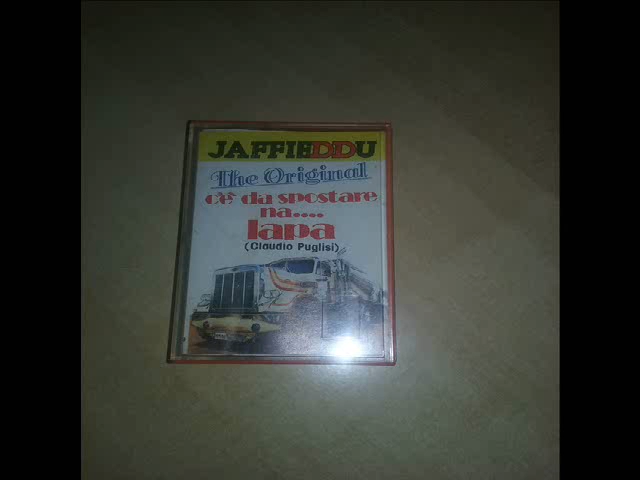 JAFFIEDDU
The Original
c'è da spostare
na....
lapa
(Claudio Puglisi)